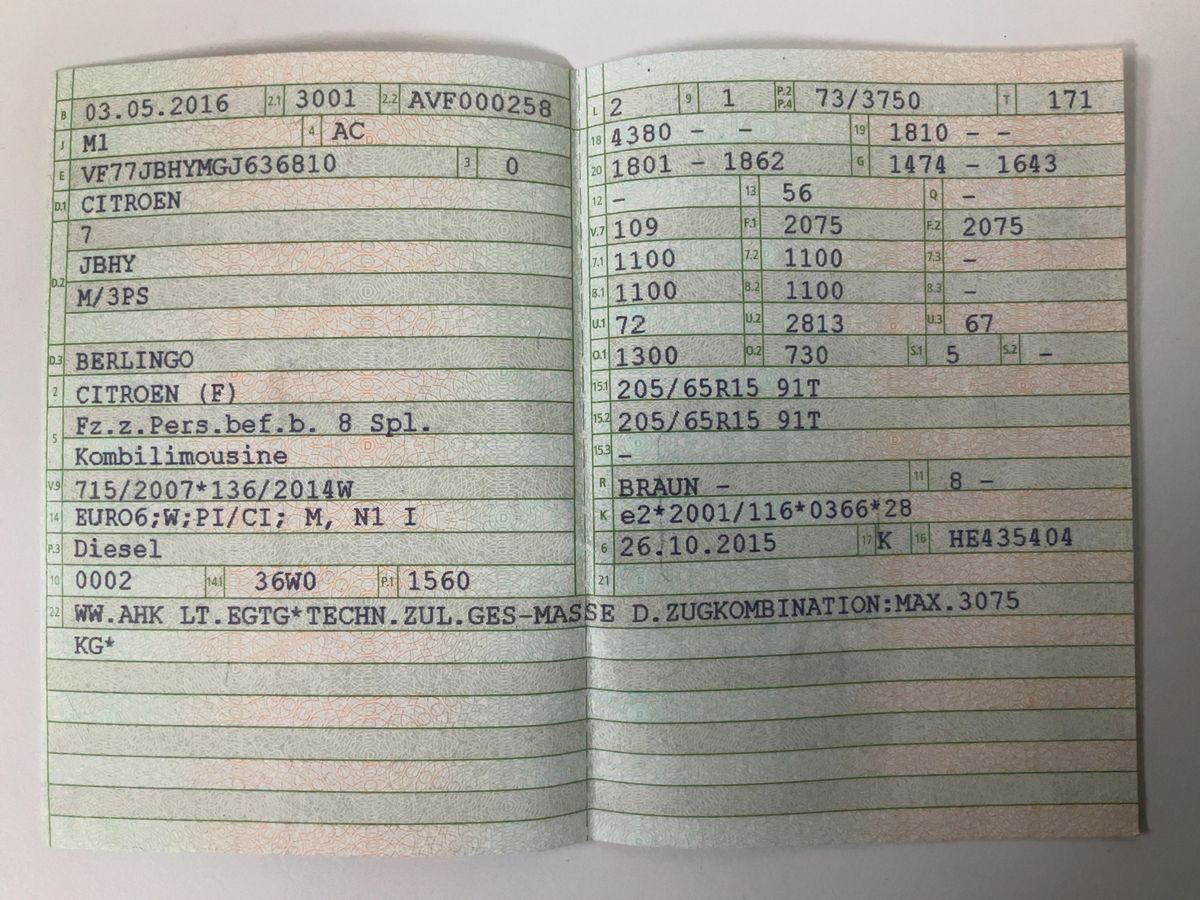 B 03.05.2016 2.1 3001 2.2 AVF000258
J M1 4 AC
E VF77JBHYMGJ636810 3 0
D.1 CITROEN
7
D.2 JBHY
M/3PS
D.3 BERLINGO
2 CITROEN (F)
5 Fz.z.Pers.bef.b. 8 Spl.
Kombilimousine
V.9 715/2007*136/2014W
14 EURO6;W;PI/CI; M, N1 I
P.3 Diesel
10 0002 14.1 36W0 P.1 1560
L 2 9 1 P.2 P.4 73/3750 T 171
18 4380 - - 19 1810 - -
20 1801 - 1862 G 1474 - 1643
12 - 13 56 Q -
V.7 109 F.1 2075 F.2 2075
7.1 1100 7.2 1100 7.3 -
8.1 1100 8.2 1100 8.3 -
U.1 72 U.2 2813 U.3 67
O.1 1300 O.2 730 S.1 5 S.2 -
15.1 205/65R15 91T
15.2 205/65R15 91T
15.3 -
R BRAUN - 11 8 -
K e2*2001/116*0366*28
6 26.10.2015 17 K 16 HE435404
21
22 WW.AHK LT.EGTG*TECHN.ZUL.GES-MASSE D.ZUGKOMBINATION:MAX.3075
KG*